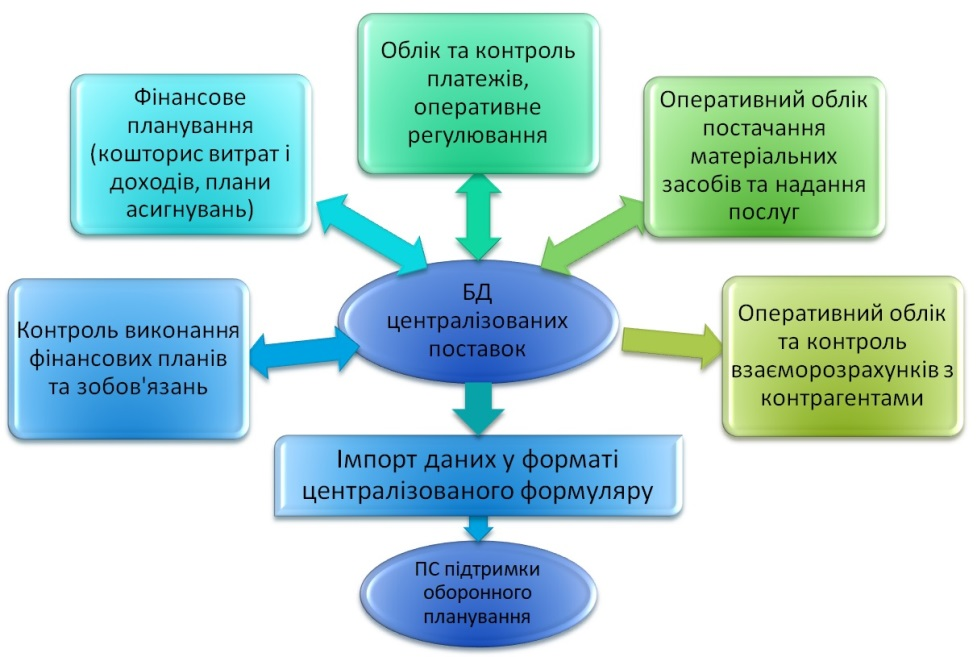 Облік та контроль
платежів,
оперативне
регулювання
Фінансове
планування
(кошторис витрат і
доходів, плани
асигнувань)
Оперативний облік
постачання
матеріальних
засобів та надання
послуг
Контроль виконання
фінансових планів
та зобов'язань
БД
централізованих
поставок
Оперативний облік
та контроль
взаєморозрахунків з
контрагентами
Імпорт даних у форматі
централізованого формуляру
ПС підтримки
оборонного
планування